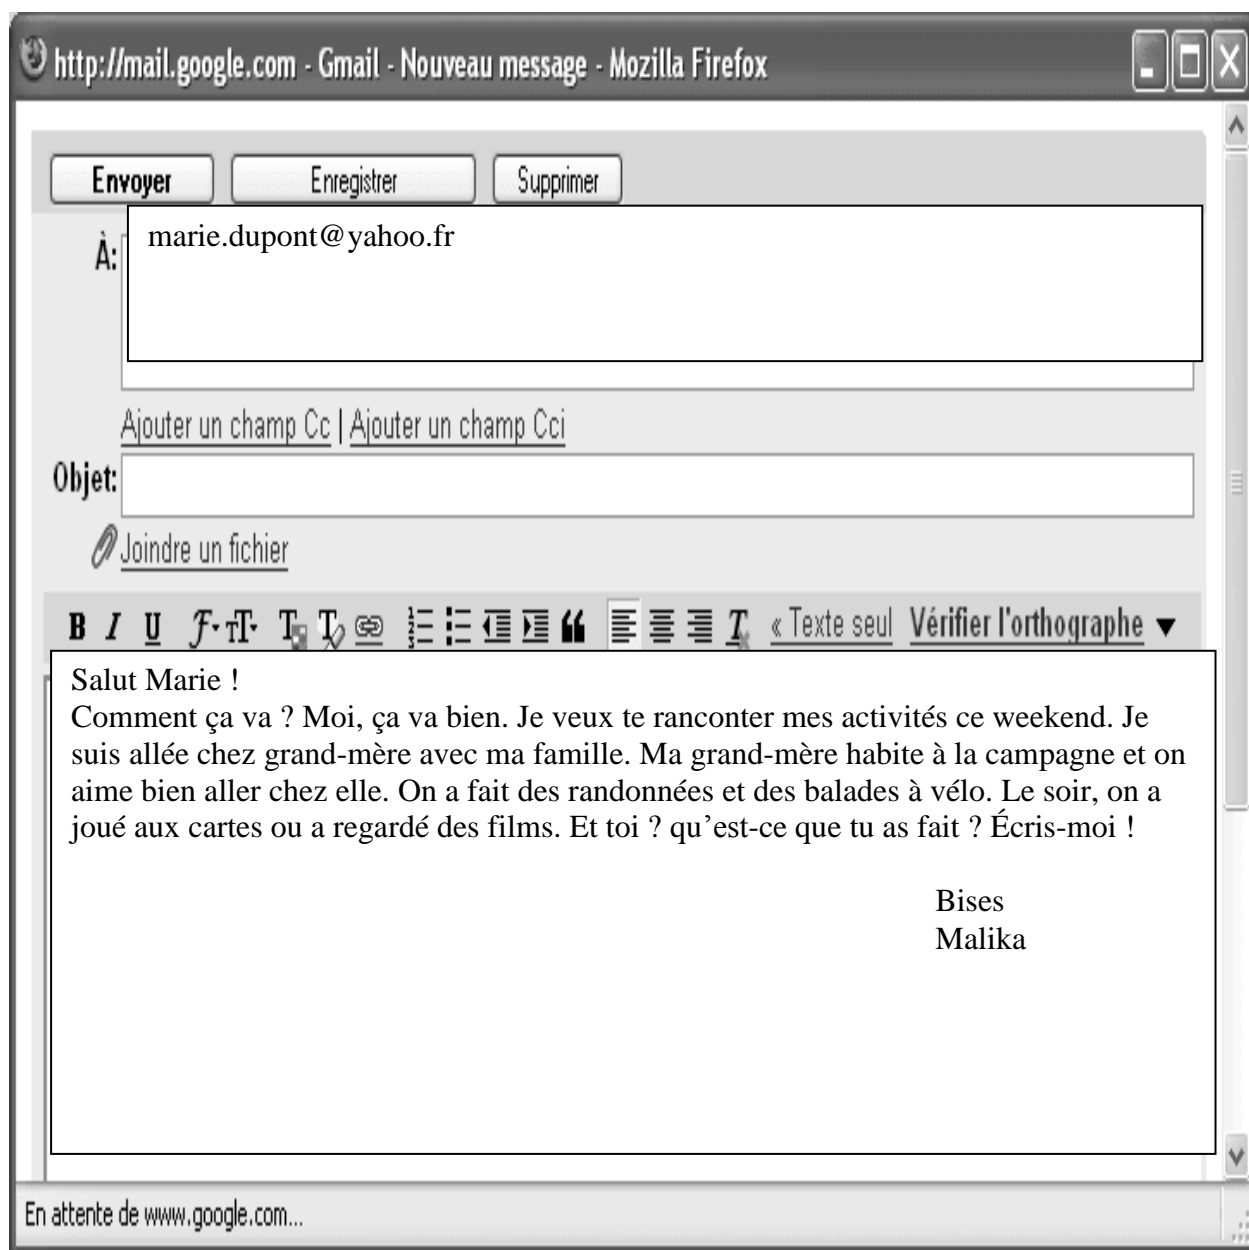 http://mail.google.com - Gmail - Nouveau message - Mozilla Firefox
Envoyer Enregistrer Supprimer
À: marie.dupont@yahoo.fr
Ajouter un champ Cc | Ajouter un champ Cci
Objet:
Joindre un fichier
B I U « Texte seul Vérifier l'orthographe
Salut Marie !
Comment ça va ? Moi, ça va bien. Je veux te ranconter mes activités ce weekend. Je
suis allée chez grand-mère avec ma famille. Ma grand-mère habite à la campagne et on
aime bien aller chez elle. On a fait des randonnées et des balades à vélo. Le soir, on a
joué aux cartes ou a regardé des films. Et toi ? qu’est-ce que tu as fait ? Écris-moi !
Bises
Malika
En attente de www.google.com...